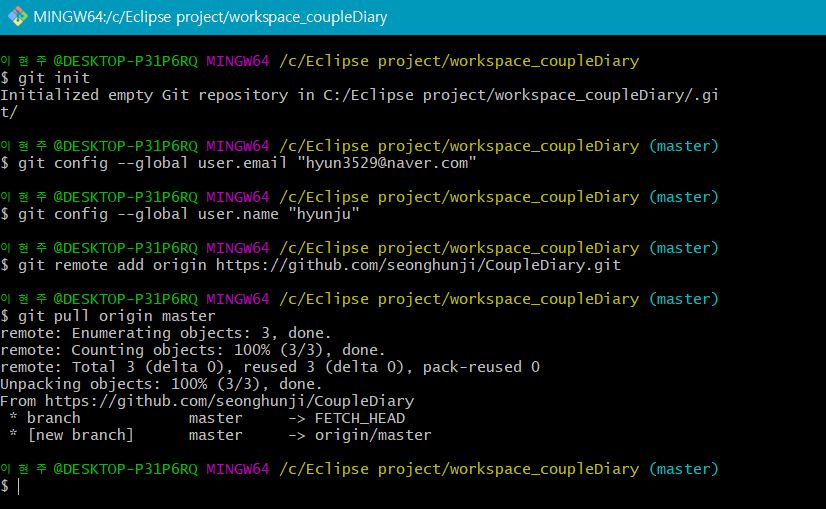 MINGW64:/c/Eclipse project/workspace_coupleDiary
이 현 주 @DESKTOP-P31P6RQ MINGW64 /c/Eclipse project/workspace_coupleDiary
$ git init
Initialized empty Git repository in C:/Eclipse project/workspace_coupleDiary/.gi
t/
이 현 주 @DESKTOP-P31P6RQ MINGW64 /c/Eclipse project/workspace_coupleDiary (master)
$ git config --global user.email "hyun3529@naver.com"
이 현 주 @DESKTOP-P31P6RQ MINGW64 /c/Eclipse project/workspace_coupleDiary (master)
$ git config --global user.name "hyunju"
이 현 주 @DESKTOP-P31P6RQ MINGW64 /c/Eclipse project/workspace_coupleDiary (master)
$ git remote add origin https://github.com/seonghunji/CoupleDiary.git
이 현 주 @DESKTOP-P31P6RQ MINGW64 /c/Eclipse project/workspace_coupleDiary (master)
$ git pull origin master
remote: Enumerating objects: 3, done.
remote: Counting objects: 100% (3/3), done.
remote: Total 3 (delta 0), reused 3 (delta 0), pack-reused 0
Unpacking objects: 100% (3/3), done.
From https://github.com/seonghunji/CoupleDiary
 * branch            master     -> FETCH_HEAD
 * [new branch]      master     -> origin/master
이 현 주 @DESKTOP-P31P6RQ MINGW64 /c/Eclipse project/workspace_coupleDiary (master)
$